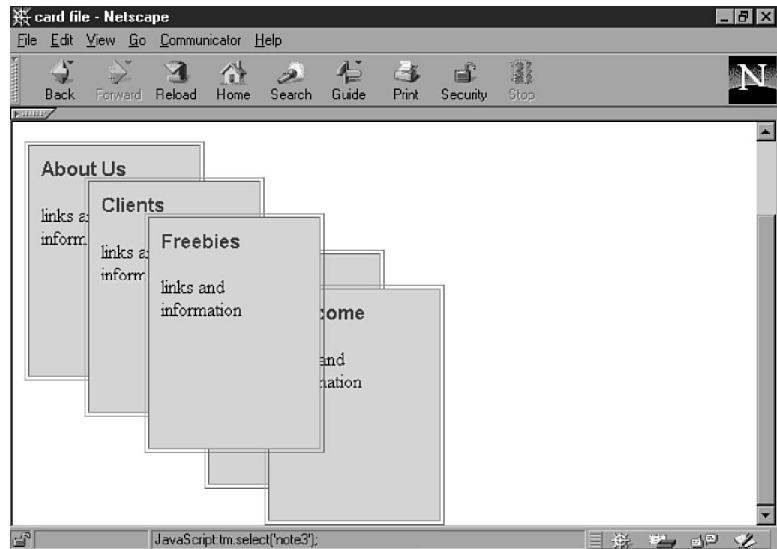 card file - Netscape
File Edit View Go Communicator Help
Back Forward Reload Home Search Guide Print Security Stop
N
About Us
links a
inform
Clients
links a
inform
Freebies
links and
information
come
and
nation
JavaScript:tm.select('note3');